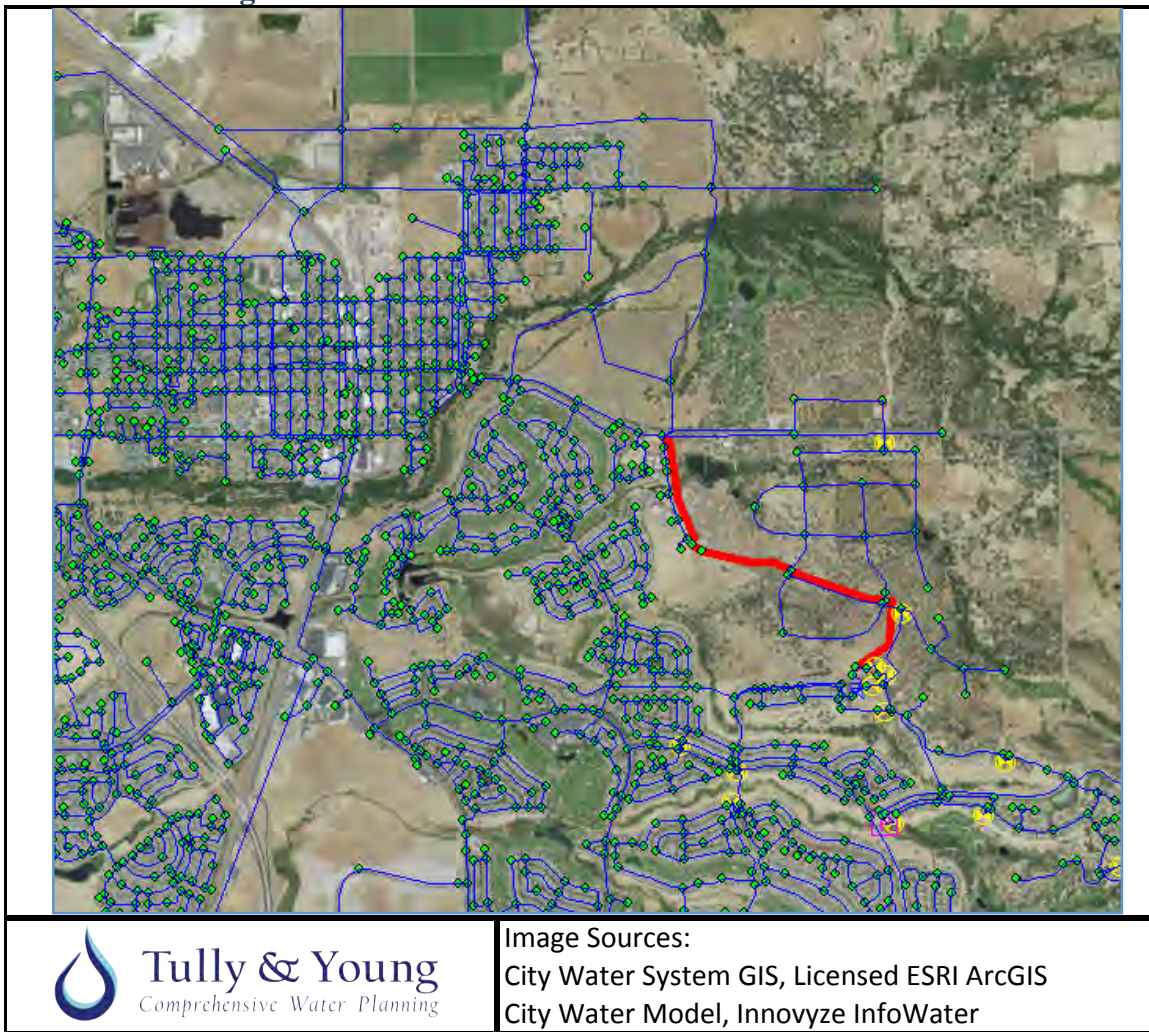 Tully & Young
Comprehensive Water Planning
Image Sources:
City Water System GIS, Licensed ESRI ArcGIS
City Water Model, Innovyze InfoWater